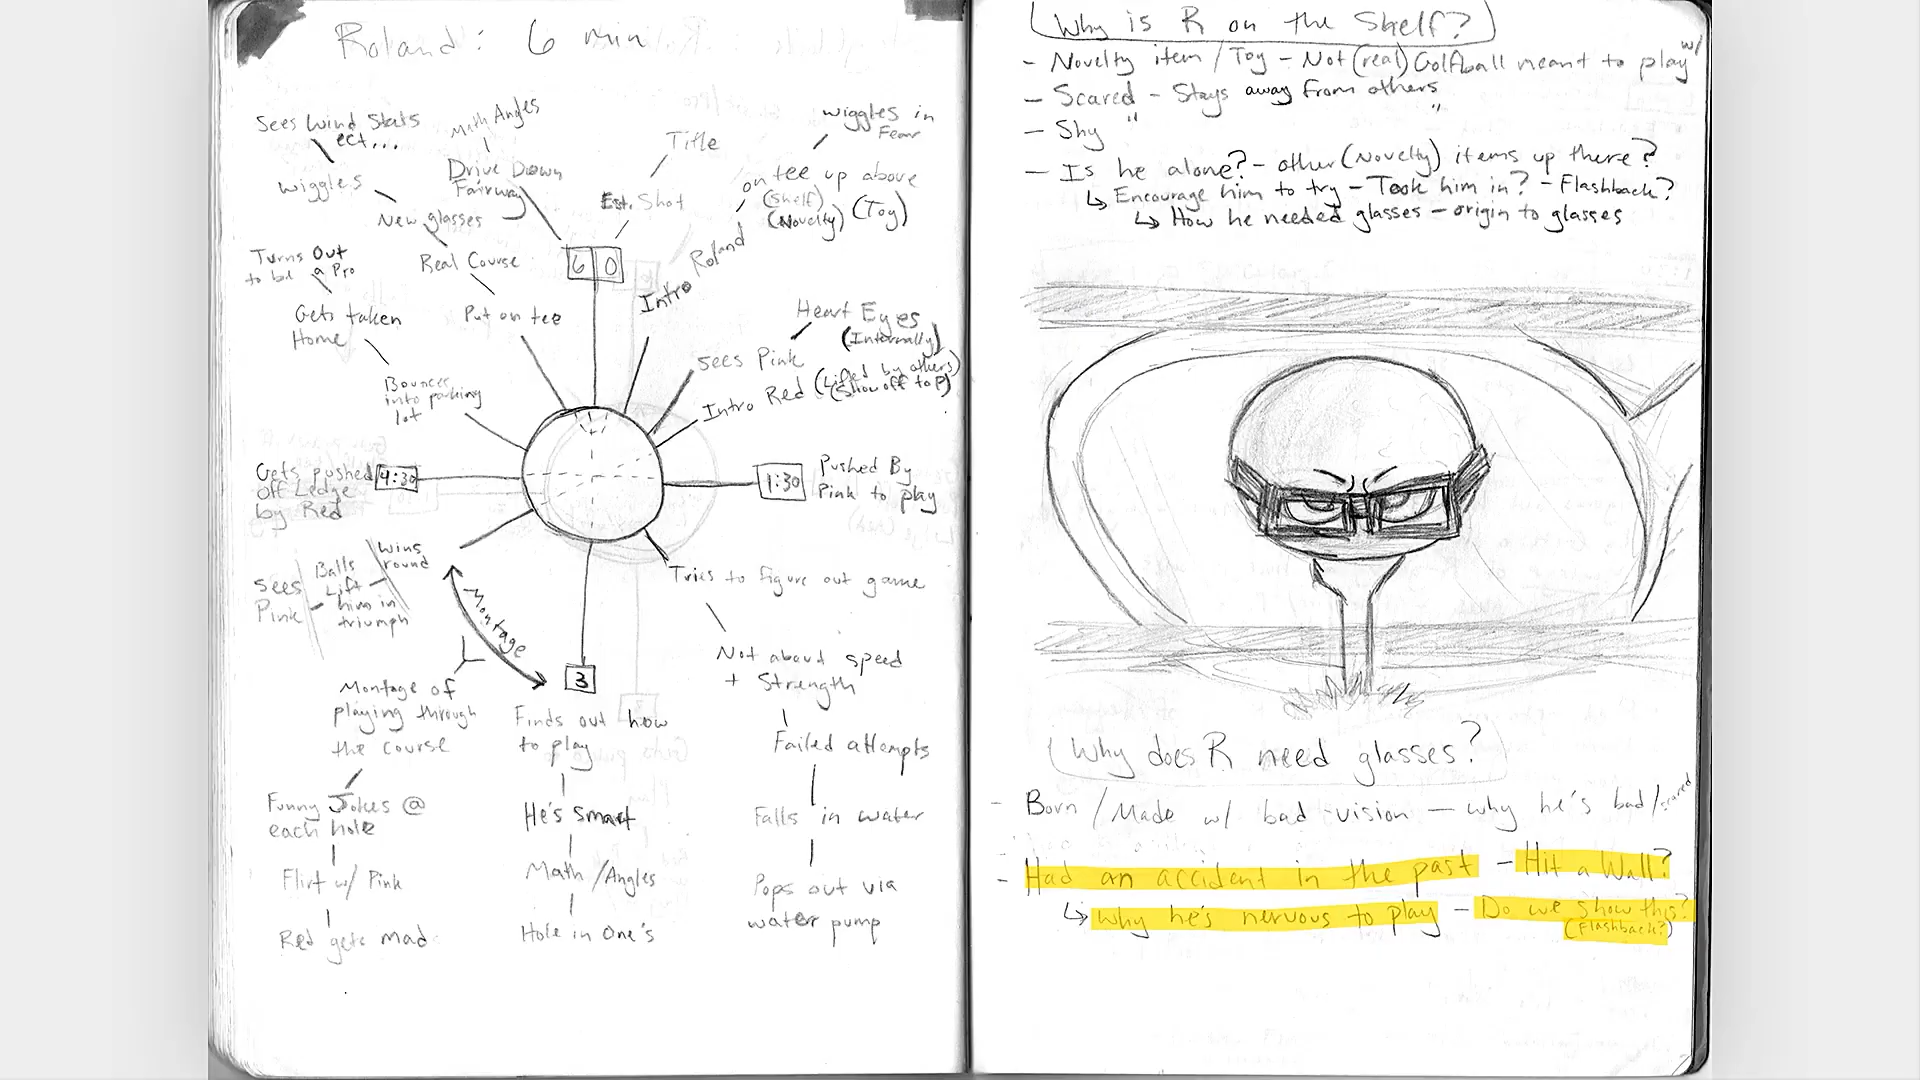 Roland: 6 min
Title
Est. Shot
6 0
Intro Roland
on tee up above
(Shelf)
(Novelty) (Toy)
wiggles in
Fear
Sees Pink
Heart Eyes
(Internally)
Intro Red (Lifted by others)
(Show off to P)
1:30
Pushed By
Pink to play
Tries to figure out game
Not about speed
+ Strength
Failed attempts
Falls in water
Pops out via
water pump
3
Finds out how
to play
He's smart
Math/Angles
Hole in One's
Montage
Montage of
playing through
the course
Funny Jokes @
each hole
Flirt w/ Pink
Red gets mad
Wins
round
Balls
Lift
him in
triumph
Sees
Pink
4:30
Gets pushed
off Ledge
by Red
Bounces
into parking
lot
Gets taken
Home
Turns Out
to be a Pro
Put on tee
Real Course
New glasses
wiggles
Sees Wind Stats
ect...
Drive Down
Fairway
Math Angles
Why is R on the Shelf?
- Novelty item / Toy - Not (real) Golfball meant to play w/
- Scared - Stays away from others
- Shy " "
- Is he alone? - other (Novelty) items up there?
↳ Encourage him to try - Took him in? - Flashback?
↳ How he needed glasses - origin to glasses
Why does R need glasses?
- Born / Made w/ bad vision - why he's bad/scared
- Had an accident in the past - Hit a Wall?
↳ why he's nervous to play - Do we show this?
(Flashback?)